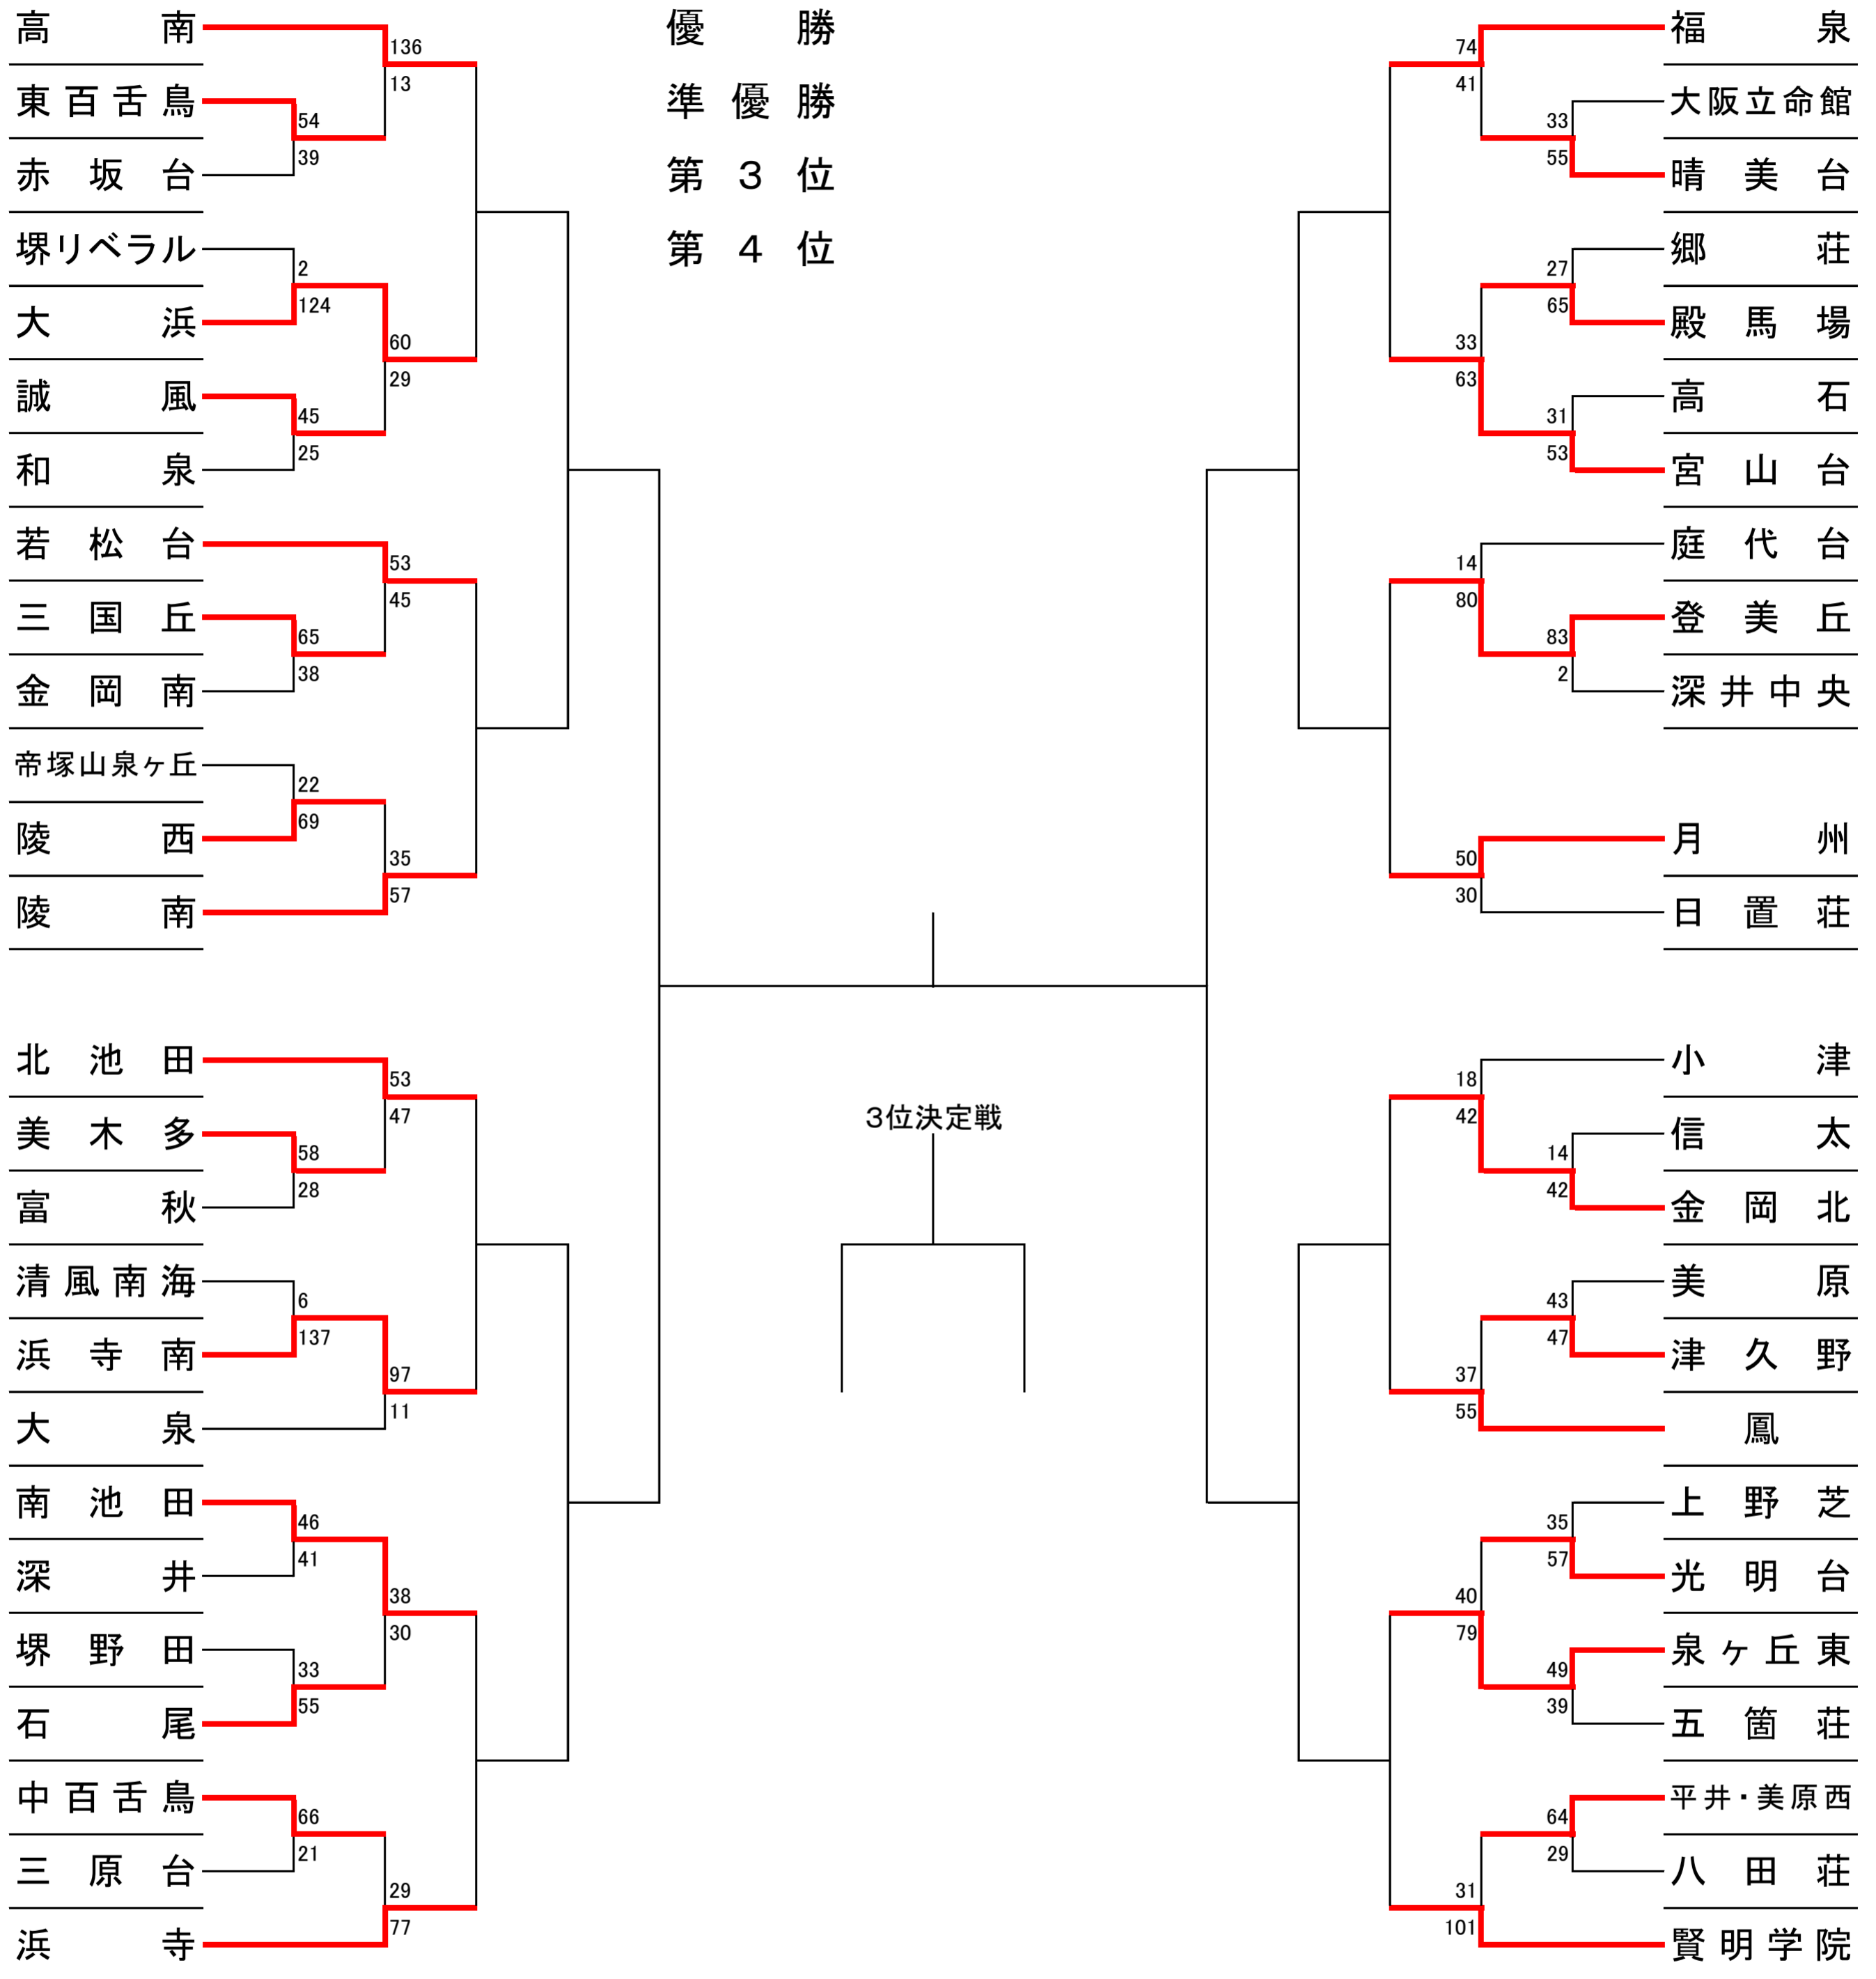 高南
136
13
東百舌鳥
54
39
赤坂台
堺リベラル
2
124
大浜
60
29
誠風
45
25
和泉
若松台
53
45
三国丘
65
38
金岡南
帝塚山泉ヶ丘
22
69
陵西
35
57
陵南
北池田
53
47
美木多
58
28
富秋
清風南海
6
137
浜寺南
97
11
大泉
南池田
46
41
深井
38
30
堺野田
33
55
石尾
中百舌鳥
66
21
三原台
29
77
浜寺
優勝
準優勝
第3位
第4位
3位決定戦
福泉
74
41
大阪立命館
33
55
晴美台
郷荘
27
65
殿馬場
33
63
高石
31
53
宮山台
庭代台
14
80
登美丘
83
2
深井中央
月州
50
30
日置荘
小津
18
42
信太
14
42
金岡北
美原
43
47
津久野
37
55
鳳
上野芝
35
57
光明台
40
79
泉ヶ丘東
49
39
五箇荘
平井・美原西
64
29
八田荘
31
101
賢明学院